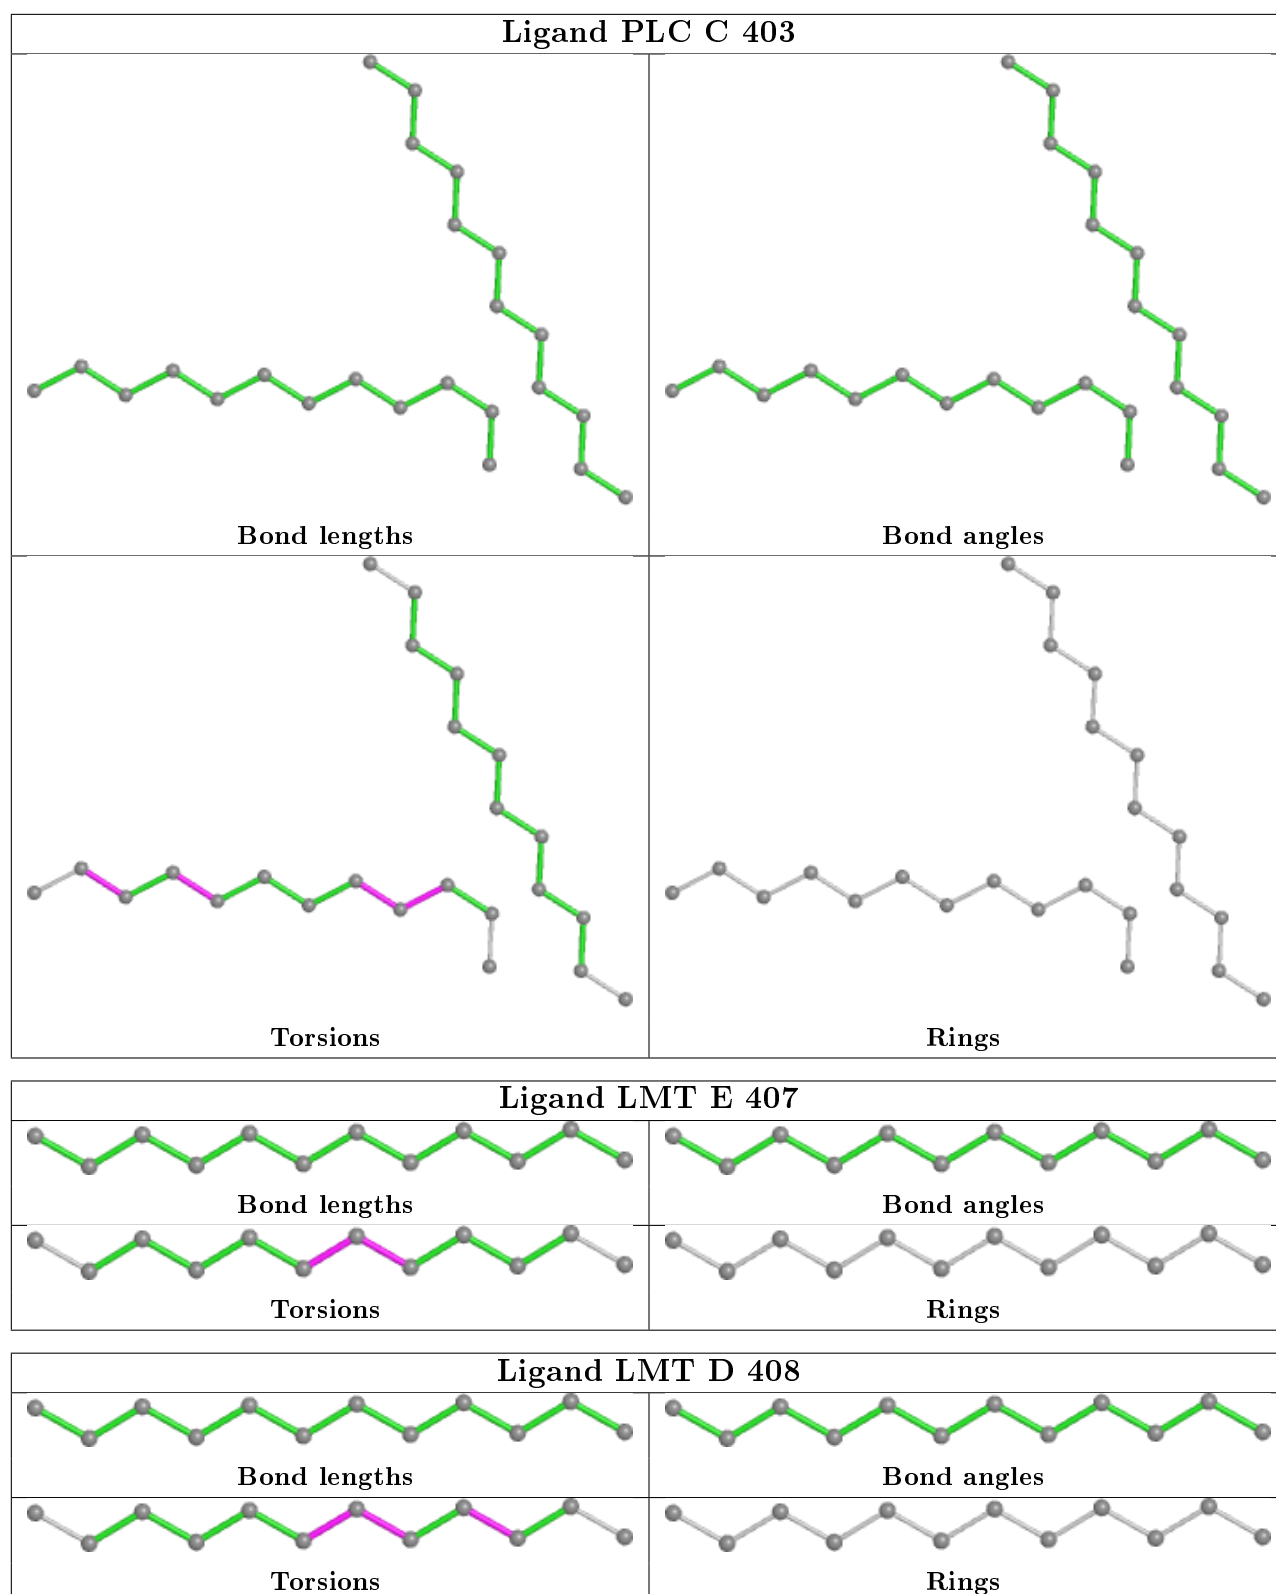 Ligand PLC C 403
Bond lengths
Bond angles
Torsions
Rings
Ligand LMT E 407
Bond lengths
Bond angles
Torsions
Rings
Ligand LMT D 408
Bond lengths
Bond angles
Torsions
Rings